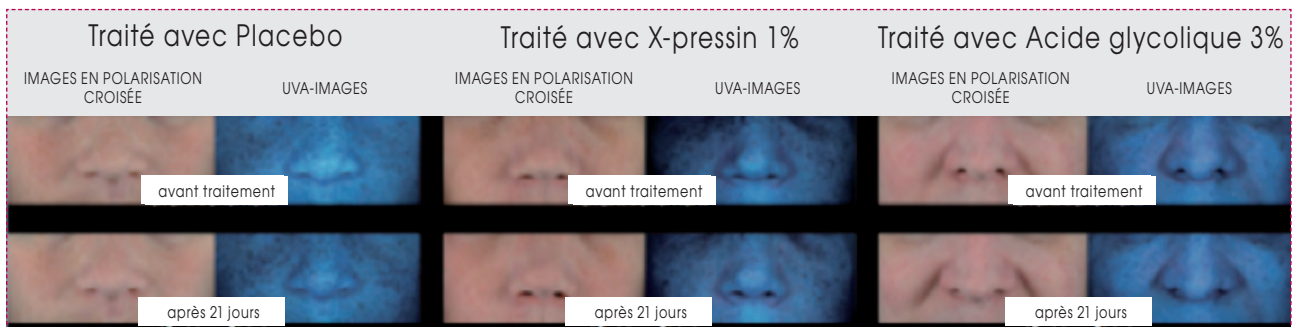 Traité avec Placebo
Traité avec X-pressin 1%
Traité avec Acide glycolique 3%
IMAGES EN POLARISATION
CROISÉE
UVA-IMAGES
IMAGES EN POLARISATION
CROISÉE
UVA-IMAGES
IMAGES EN POLARISATION
CROISÉE
UVA-IMAGES
avant traitement
avant traitement
avant traitement
après 21 jours
après 21 jours
après 21 jours